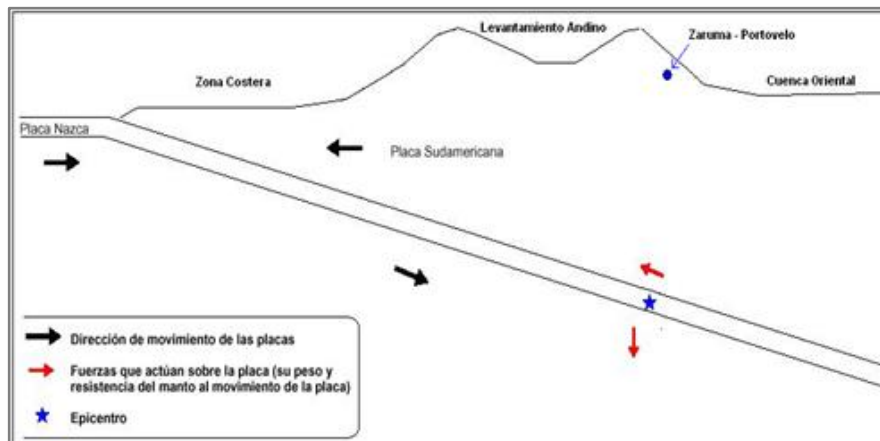 Levantamiento Andino
Zaruma - Portovelo
Zona Costera
Cuenca Oriental
Placa Nazca
Placa Sudamericana
Dirección de movimiento de las placas
Fuerzas que actúan sobre la placa (su peso y
resistencia del manto al movimiento de la placa)
Epicentro